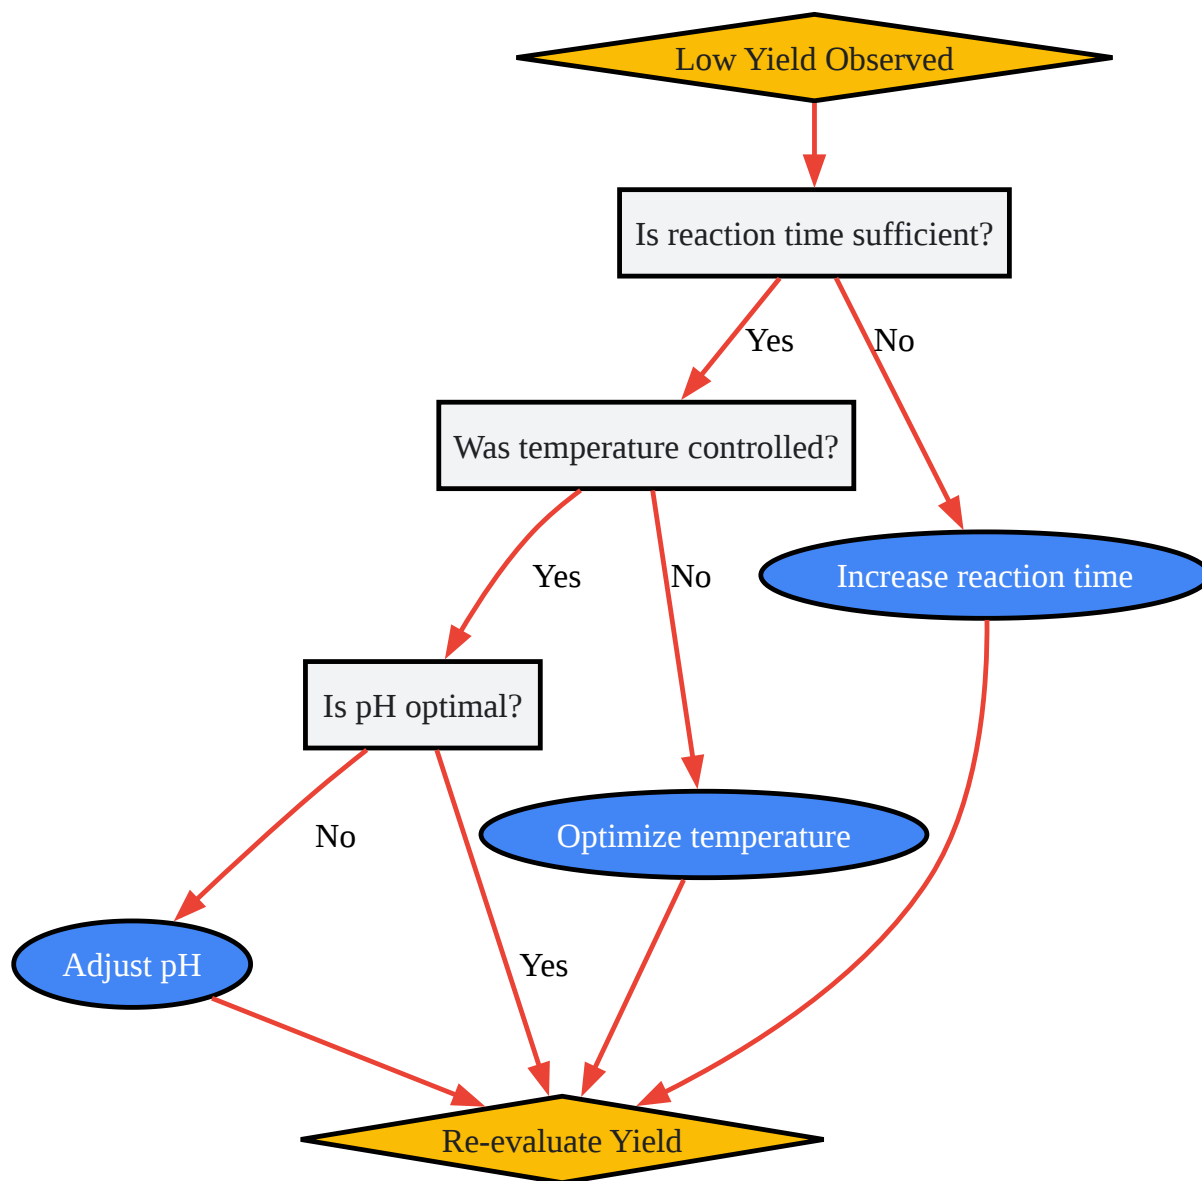 Low Yield Observed
Is reaction time sufficient?
Yes
No
Was temperature controlled?
Yes
No
Increase reaction time
Is pH optimal?
No
Optimize temperature
Adjust pH
Yes
Re-evaluate Yield